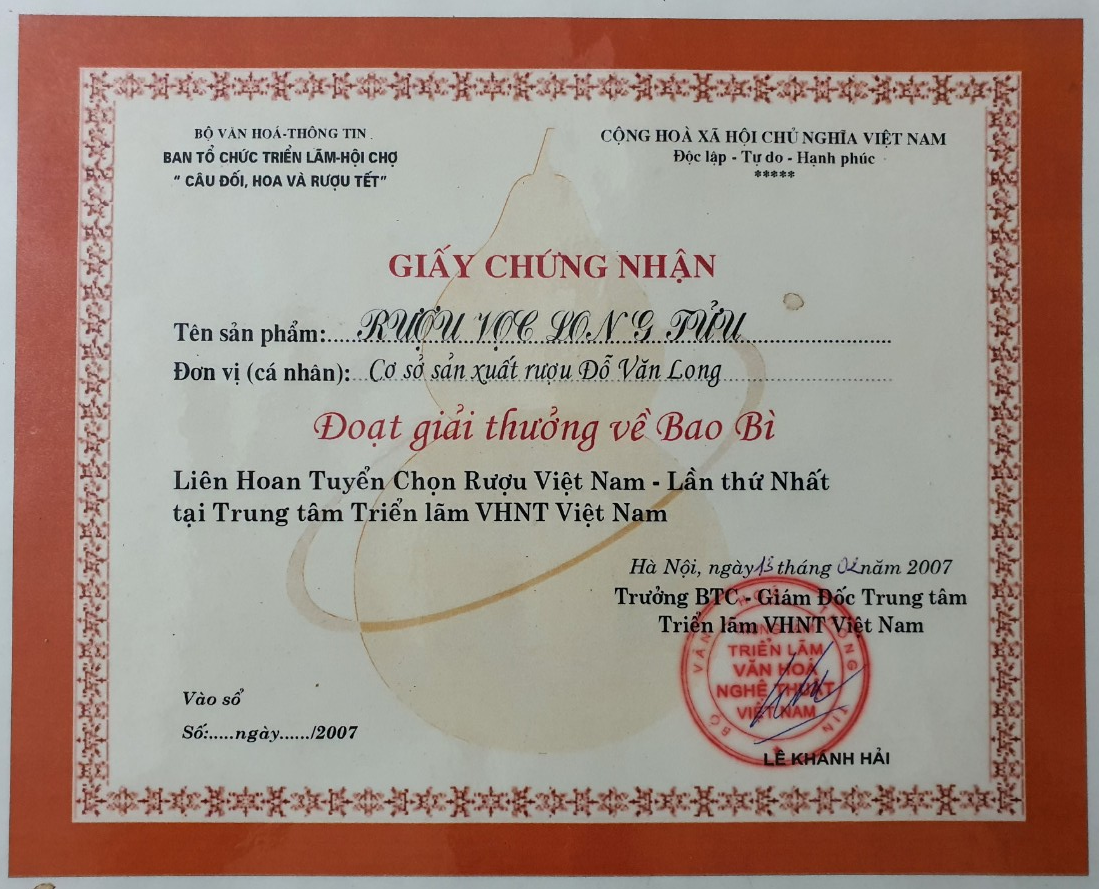 BỘ VĂN HOÁ-THÔNG TIN
BAN TỔ CHỨC TRIỂN LÃM-HỘI CHỢ
" CÂU ĐỐI, HOA VÀ RƯỢU TẾT"
CỘNG HOÀ XÃ HỘI CHỦ NGHĨA VIỆT NAM
Độc lập - Tự do - Hạnh phúc
*****
GIẤY CHỨNG NHẬN
Tên sản phẩm:....RƯỢU VỌC LONG TỬU....................
Đơn vị (cá nhân): Cơ sở sản xuất rượu Đỗ Văn Long....................
Đoạt giải thưởng về Bao Bì
Liên Hoan Tuyển Chọn Rượu Việt Nam - Lần thứ Nhất
tại Trung tâm Triển lãm VHNT Việt Nam
Hà Nội, ngày 13 tháng 02 năm 2007
Trưởng BTC - Giám Đốc Trung tâm
Triển lãm VHNT Việt Nam
TRIỂN LÃM
VĂN HOÁ
NGHỆ THUẬT
VIỆT NAM
LÊ KHÁNH HẢI
Vào sổ
Số:.....ngày....../2007